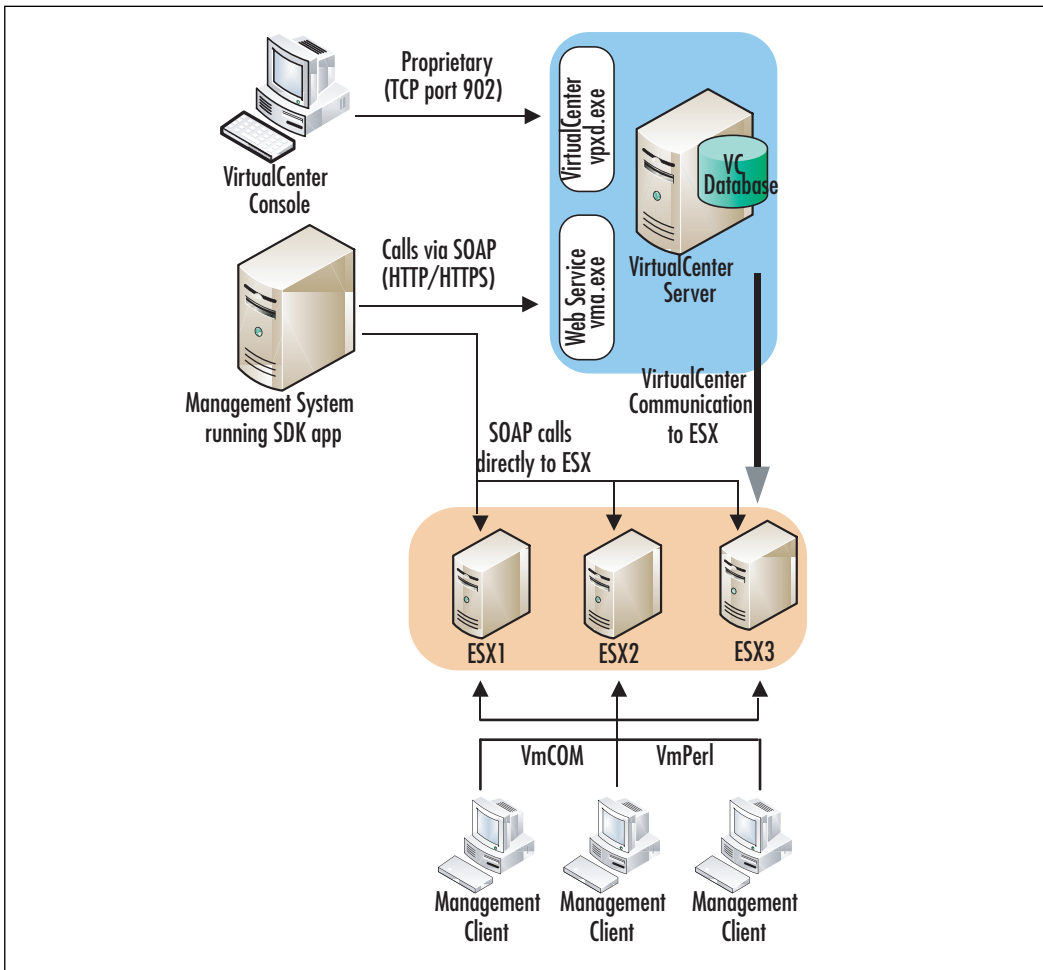 Proprietary
(TCP port 902)
VirtualCenter
Console
VirtualCenter
vpxd.exe
VC
Database
Calls via SOAP
(HTTP/HTTPS)
Web Service
vma.exe
VirtualCenter
Server
Management System
running SDK app
VirtualCenter
Communication
to ESX
SOAP calls
directly to ESX
ESX1
ESX2
ESX3
VmCOM
VmPerl
Management
Client
Management
Client
Management
Client